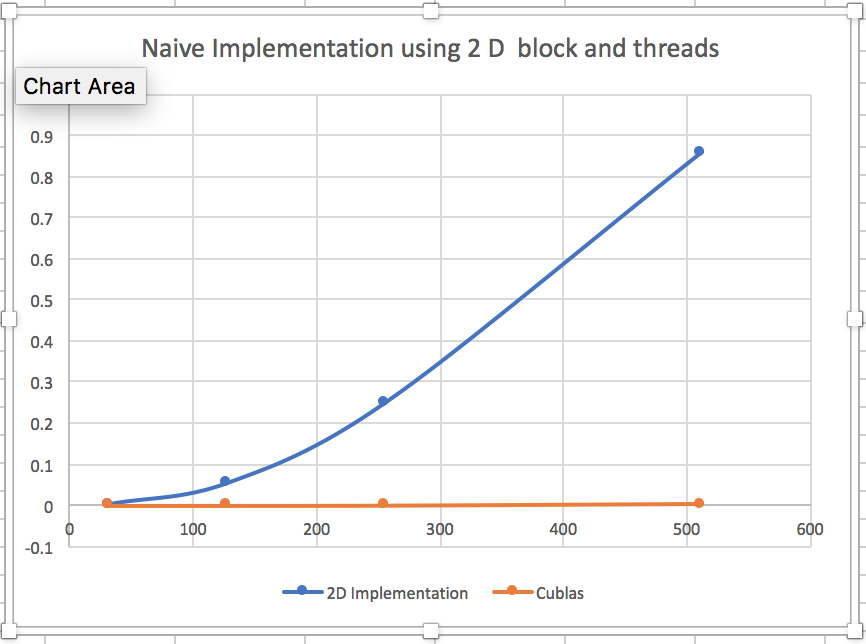 Naive Implementation using 2 D  block and threads
Chart Area
0.9
0.8
0.7
0.6
0.5
0.4
0.3
0.2
0.1
0
-0.1
0 100 200 300 400 500 600
2D Implementation Cublas